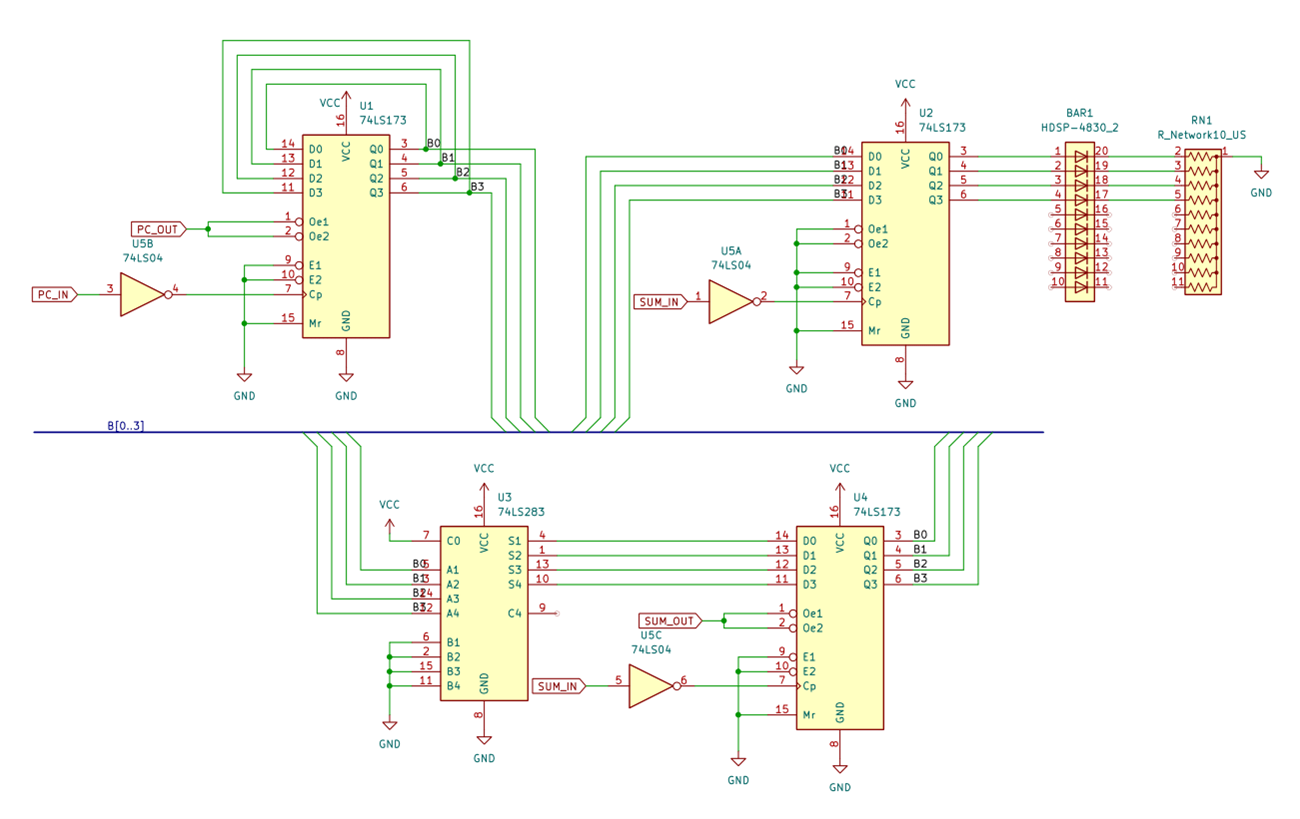 VCC
U1
74LS173
16
VCC
14 D0 Q0 3 B0
13 D1 Q1 4 B1
12 D2 Q2 5 B2
11 D3 Q3 6 B3
PC_OUT
1 Oe1
2 Oe2
U5B
74LS04
9 E1
10 E2
PC_IN 3 4 7 Cp
15 Mr
GND
8
GND
GND
VCC
U2
74LS173
16
VCC
B0 14 D0 Q0 3
B1 13 D1 Q1 4
B2 12 D2 Q2 5
B3 11 D3 Q3 6
1 Oe1
2 Oe2
U5A
74LS04
9 E1
10 E2
SUM_IN 1 2 7 Cp
15 Mr
GND
8
GND
GND
BAR1
HDSP-4830_2
1 20
2 19
3 18
4 17
5 16
6 15
7 14
8 13
9 12
10 11
RN1
R_Network10_US
2 1
3
4
5
6
7
8
9
10
11
GND
B[0..3]
VCC
VCC
U3
74LS283
16
VCC
7 C0 S1 4
S2 1
B0 5 A1 S3 13
B1 3 A2 S4 10
B2 14 A3
B3 12 A4 C4 9
6 B1
2 B2
15 B3
11 B4
GND
8
GND
GND
VCC
U4
74LS173
16
VCC
14 D0 Q0 3 B0
13 D1 Q1 4 B1
12 D2 Q2 5 B2
11 D3 Q3 6 B3
SUM_OUT
1 Oe1
2 Oe2
U5C
74LS04
9 E1
10 E2
SUM_IN 5 6 7 Cp
15 Mr
GND
8
GND
GND